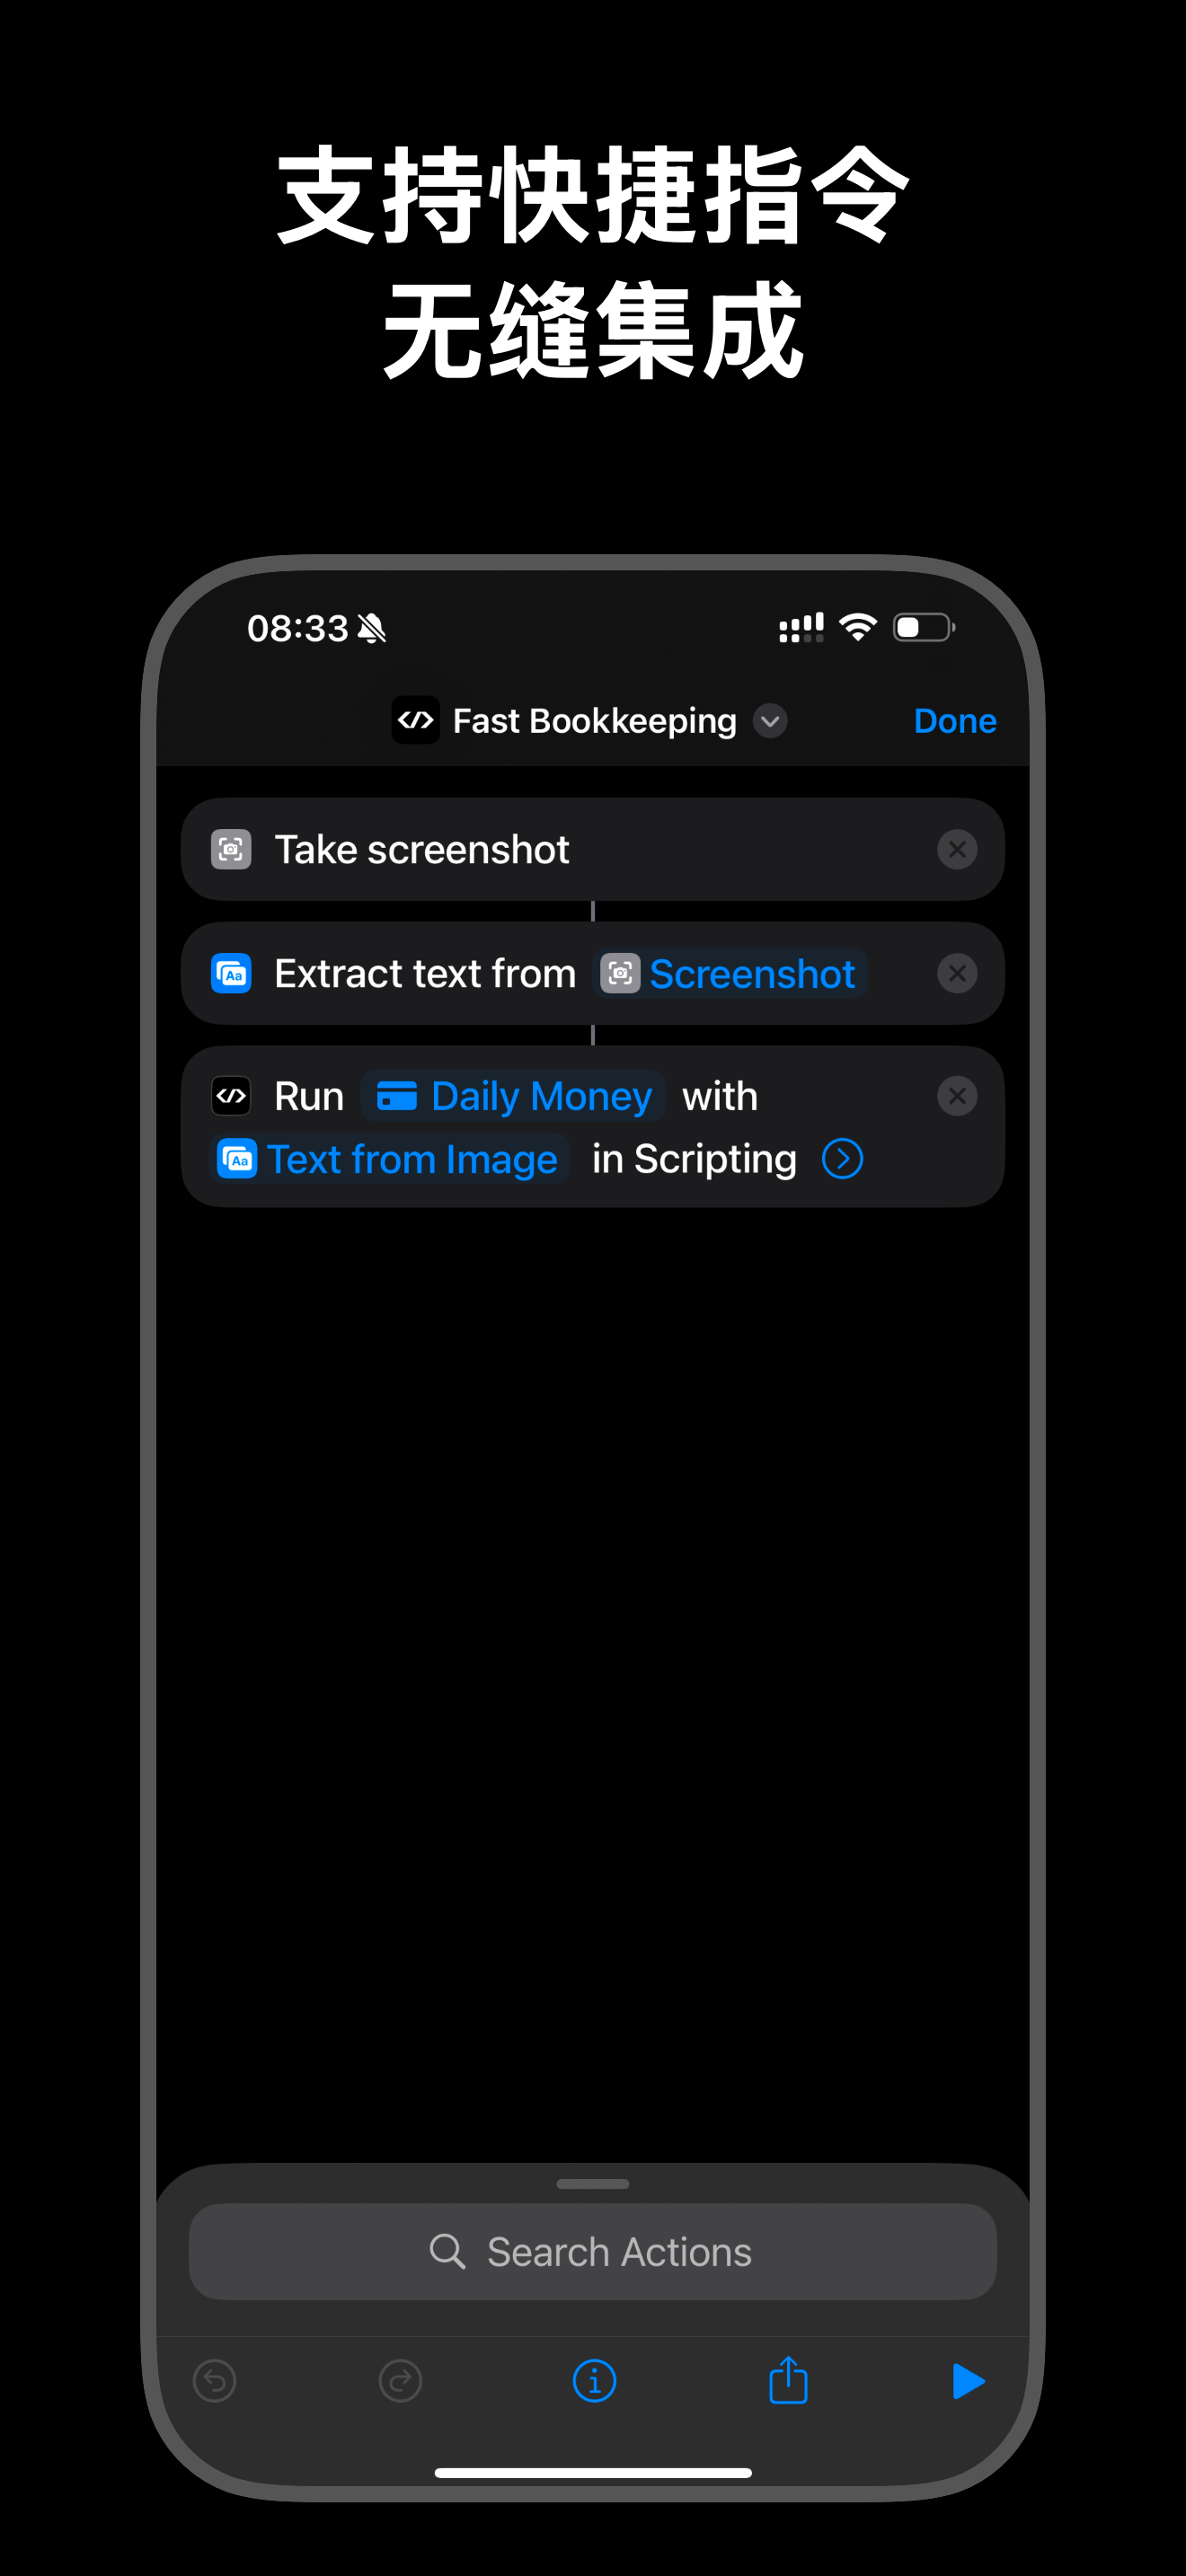 支持快捷指令
无缝集成
08:33
Fast Bookkeeping
Done
Take screenshot
Extract text from Screenshot
Run Daily Money with
Text from Image in Scripting
Search Actions